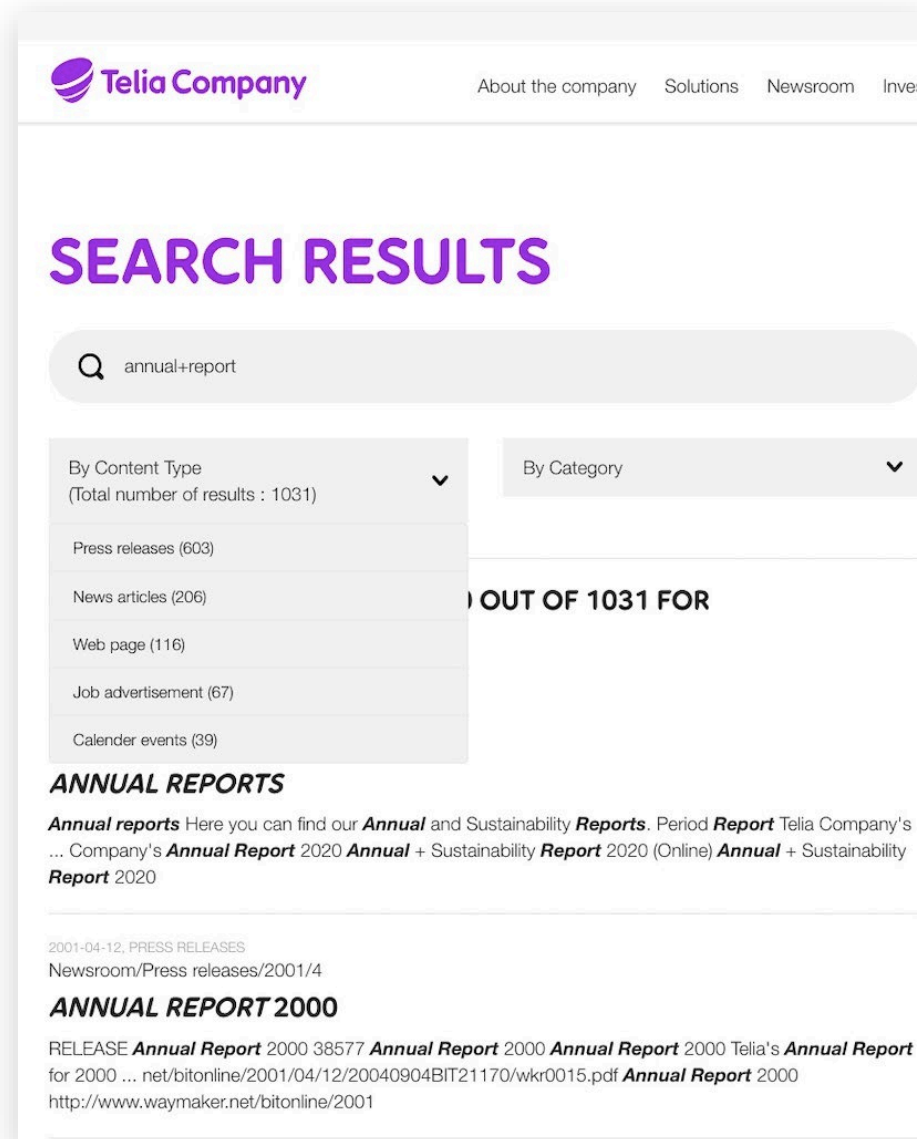 Telia Company
About the company Solutions Newsroom
SEARCH RESULTS
annual+report
By Content Type
(Total number of results : 1031)
By Category
Press releases (603)
News articles (206)
Web page (116)
Job advertisement (67)
Calender events (39)
OUT OF 1031 FOR
ANNUAL REPORTS
Annual reports Here you can find our Annual and Sustainability Reports. Period Report Telia Company's
... Company's Annual Report 2020 Annual + Sustainability Report 2020 (Online) Annual + Sustainability
Report 2020
2001-04-12, PRESS RELEASES
Newsroom/Press releases/2001/4
ANNUAL REPORT 2000
RELEASE Annual Report 2000 38577 Annual Report 2000 Annual Report 2000 Telia's Annual Report
for 2000 ... net/bitonline/2001/04/12/20040904BIT21170/wkr0015.pdf Annual Report 2000
http://www.waymaker.net/bitonline/2001